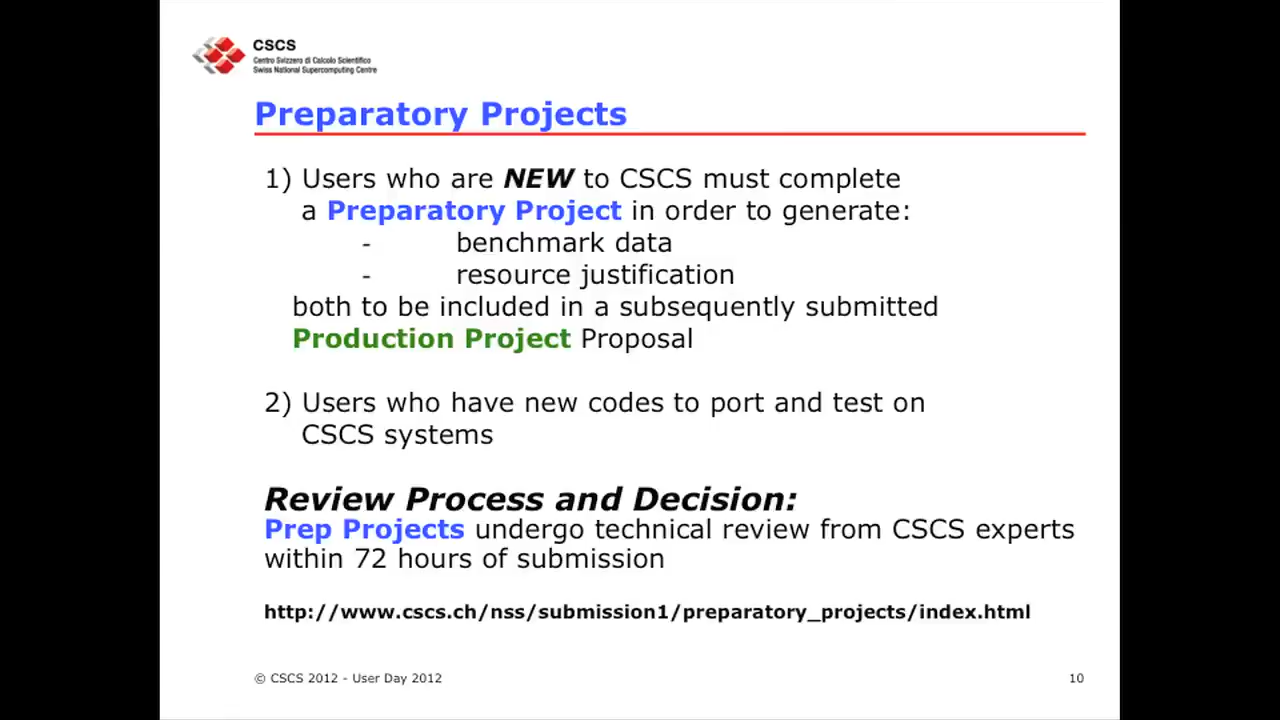 CSCS
Centro Svizzero di Calcolo Scientifico
Swiss National Supercomputing Centre
Preparatory Projects
1) Users who are NEW to CSCS must complete
a Preparatory Project in order to generate:
- benchmark data
- resource justification
both to be included in a subsequently submitted
Production Project Proposal
2) Users who have new codes to port and test on
CSCS systems
Review Process and Decision:
Prep Projects undergo technical review from CSCS experts
within 72 hours of submission
http://www.cscs.ch/nss/submission1/preparatory_projects/index.html
© CSCS 2012 - User Day 2012
10